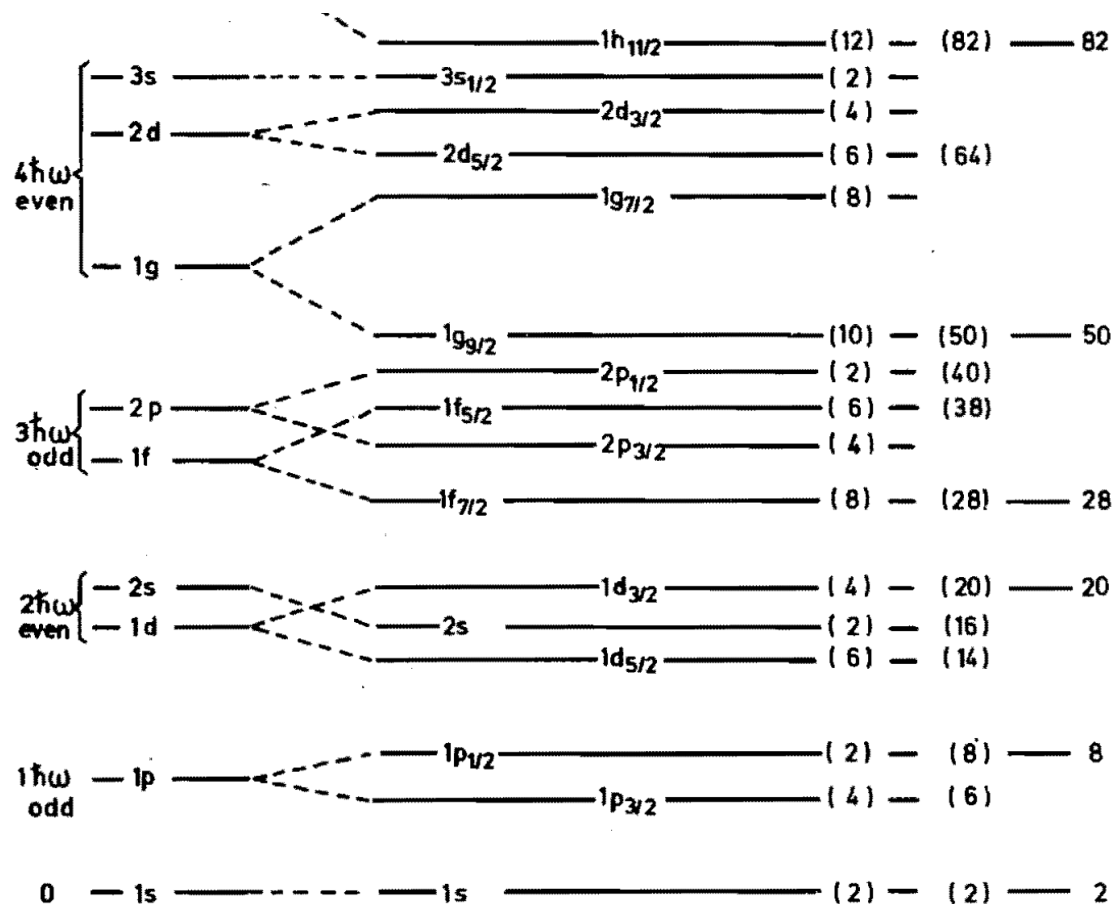 1h11/2 (12) (82) 82
3s 3s1/2 (2)
2d 2d3/2 (4)
2d5/2 (6) (64)
4ħω
even 1g7/2 (8)
1g
1g9/2 (10) (50) 50
2p1/2 (2) (40)
2p 1f5/2 (6) (38)
3ħω
odd 1f 2p3/2 (4)
1f7/2 (8) (28) 28
2s 1d3/2 (4) (20) 20
2ħω
even 1d 2s (2) (16)
1d5/2 (6) (14)
1p1/2 (2) (8) 8
1ħω 1p
odd 1p3/2 (4) (6)
0 1s 1s (2) (2) 2